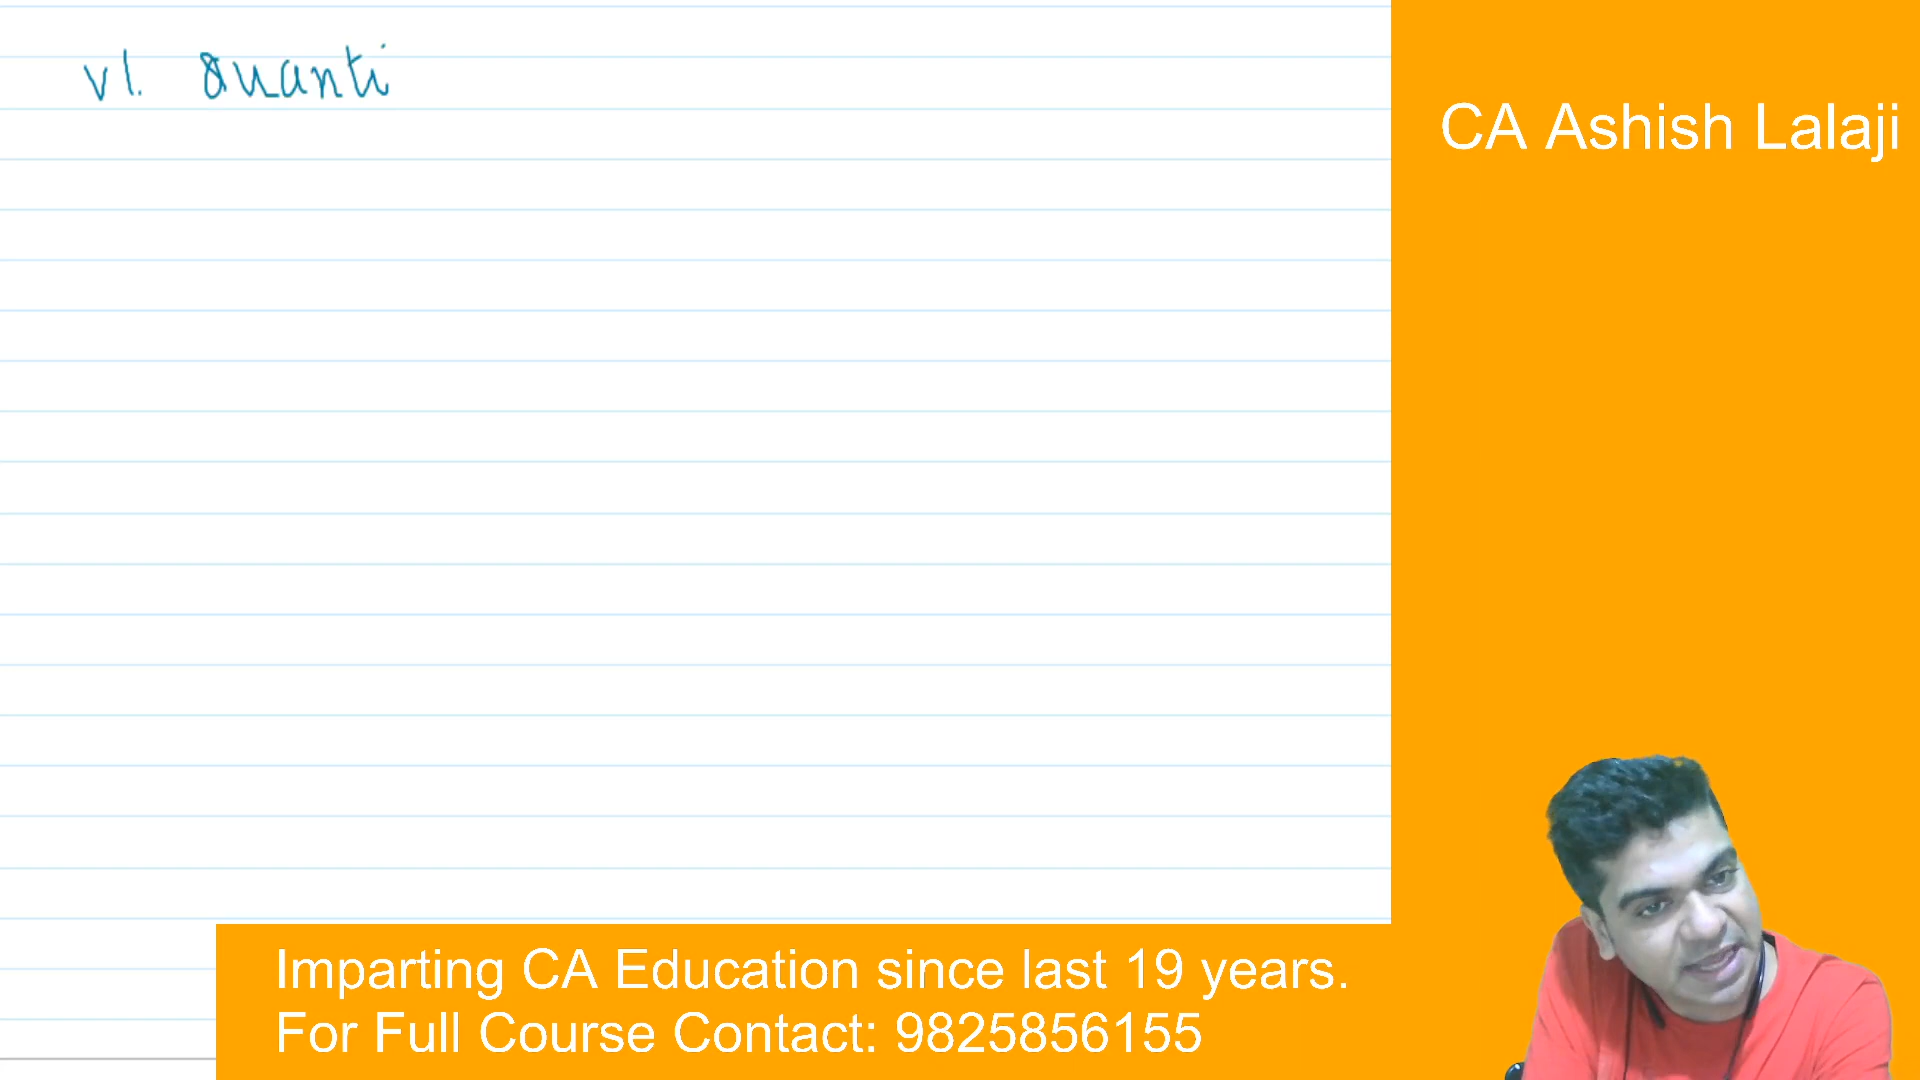 VI. Quanti
CA Ashish Lalaji
Imparting CA Education since last 19 years.
For Full Course Contact: 9825856155